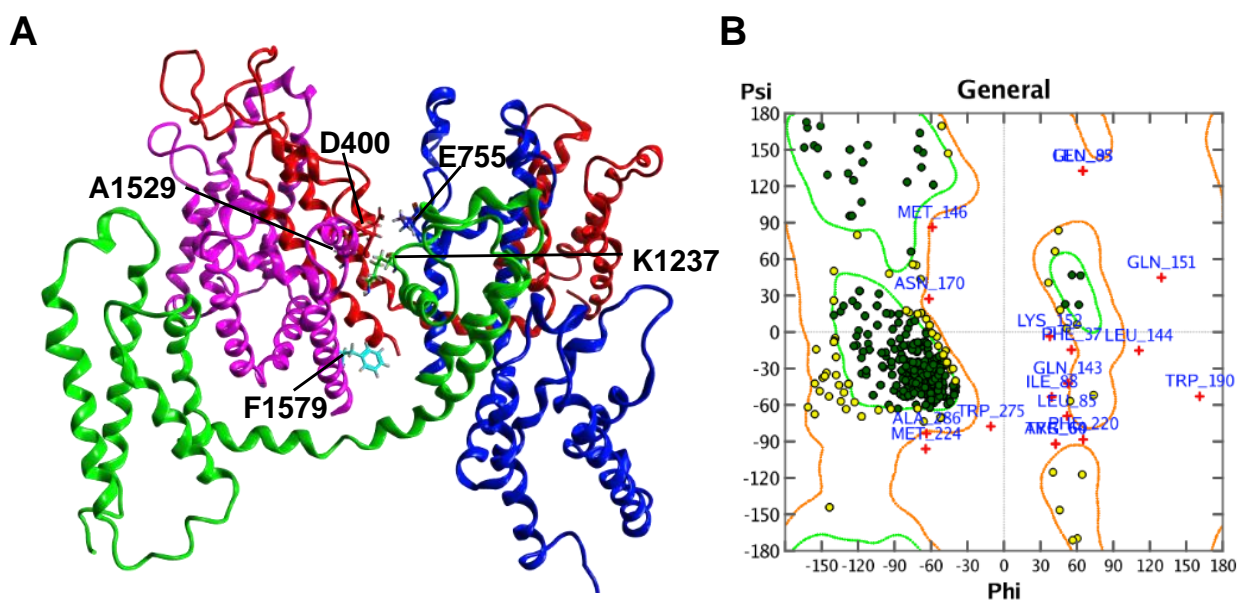 A
D400
E755
A1529
K1237
F1579
B
General
Psi
180
150
120
90
60
30
0
-30
-60
-90
-120
-150
-180
MET_146
GLN_151
ASN_170
LYS_152
PHE_37
LEU_144
GLN_143
ILE_88
TRP_190
LEU_85
TRP_275
ALA_286
PHE_220
MET_224
-150 -120 -90 -60 -30 0 30 60 90 120 150 180
Phi